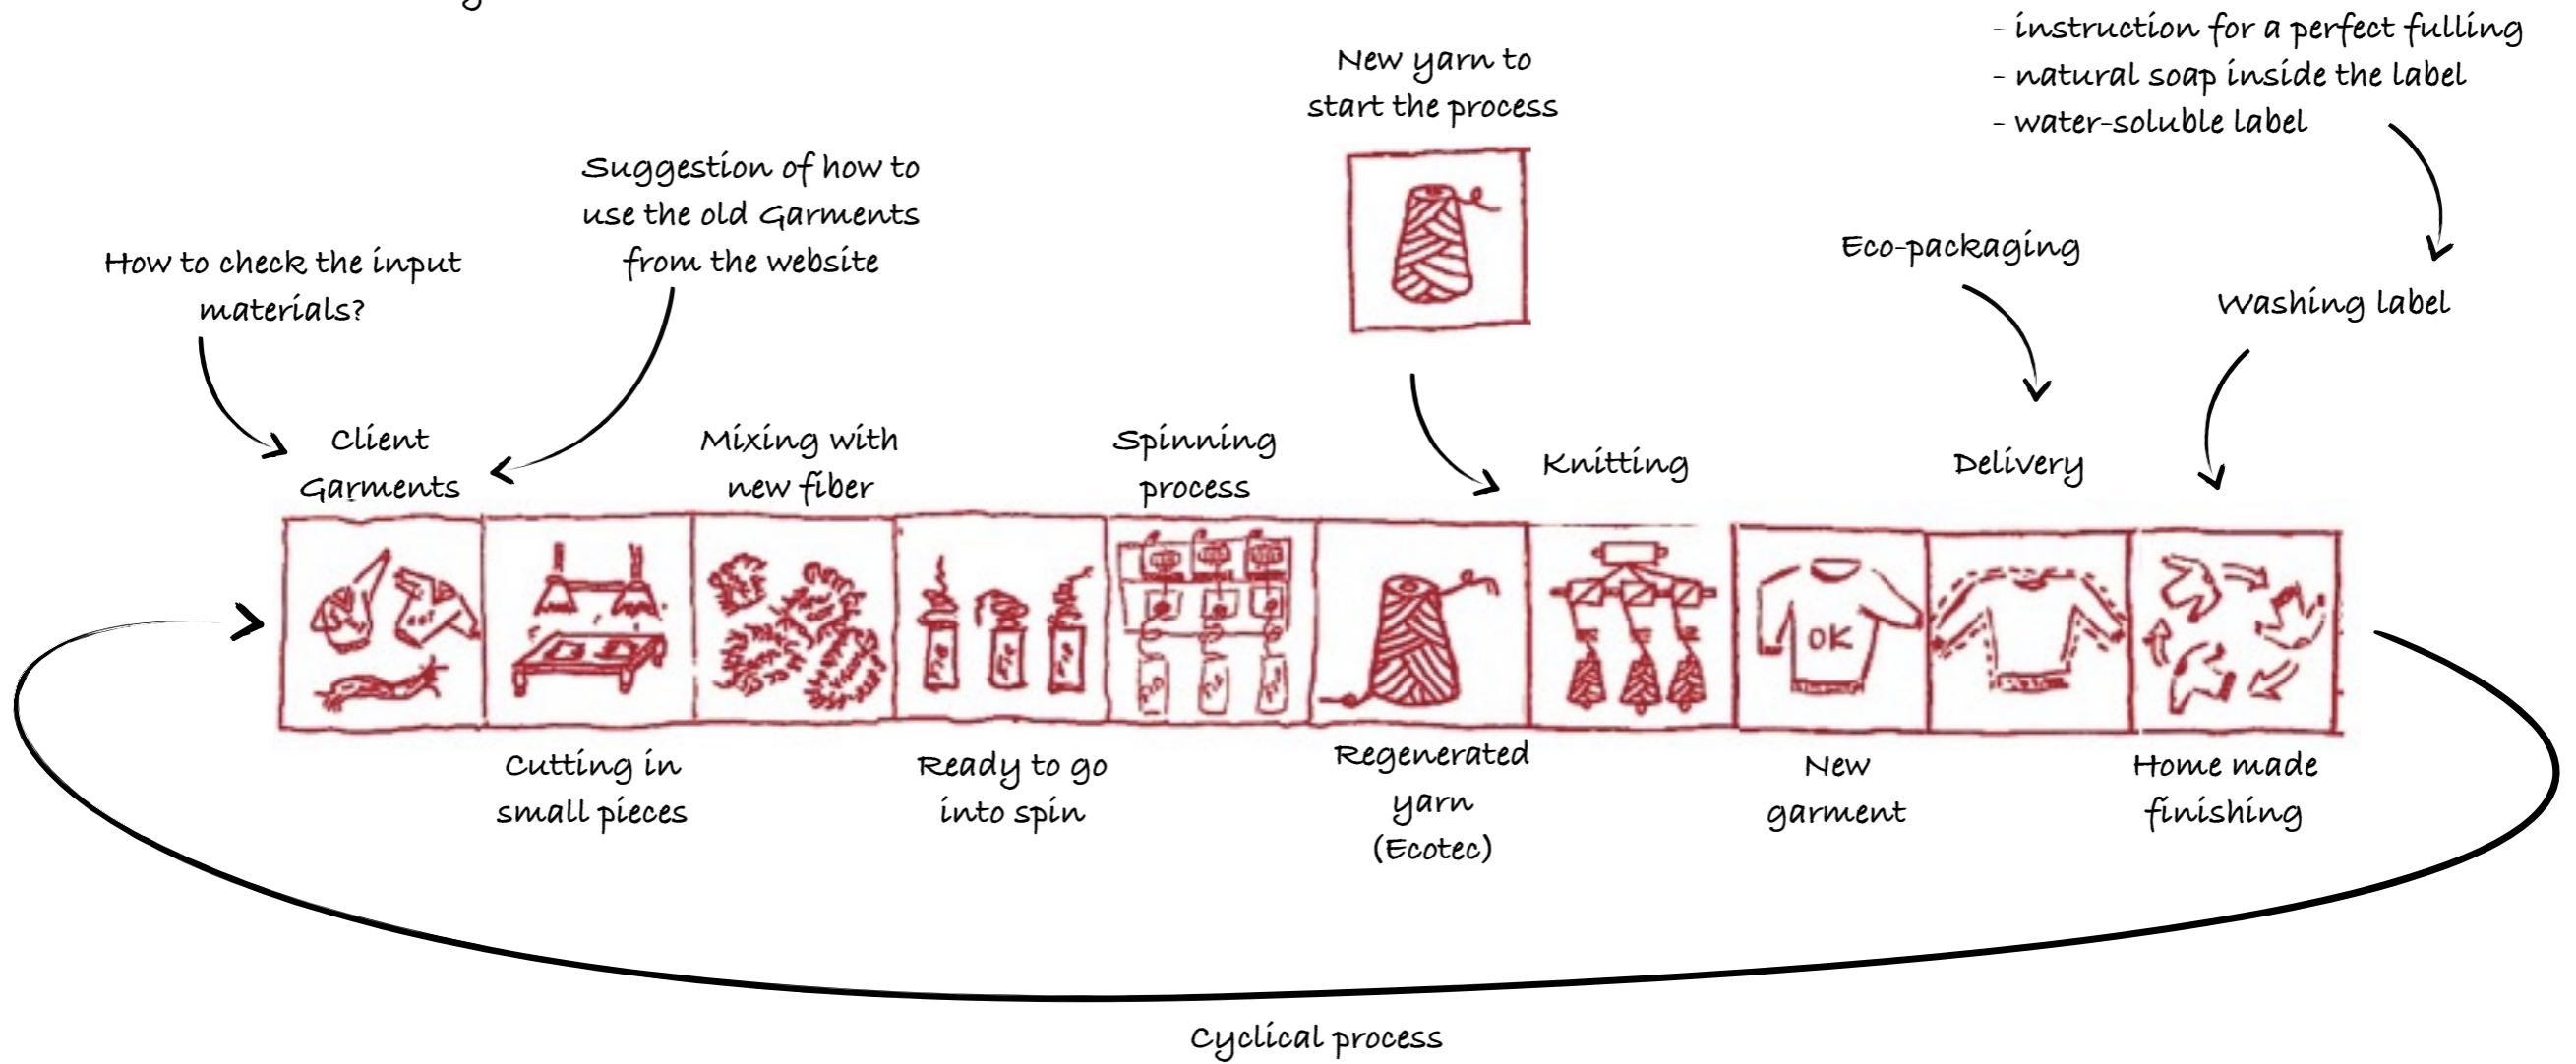 - instruction for a perfect fulling
- natural soap inside the label
- water-soluble label
New yarn to
start the process
Suggestion of how to
use the old Garments
from the website
How to check the input
materials?
Eco-packaging
Washing label
Client
Garments
Mixing with
new fiber
Spinning
process
Knitting
Delivery
OK
Cutting in
small pieces
Ready to go
into spin
Regenerated
yarn
(Ecotec)
New
garment
Home made
finishing
Cyclical process